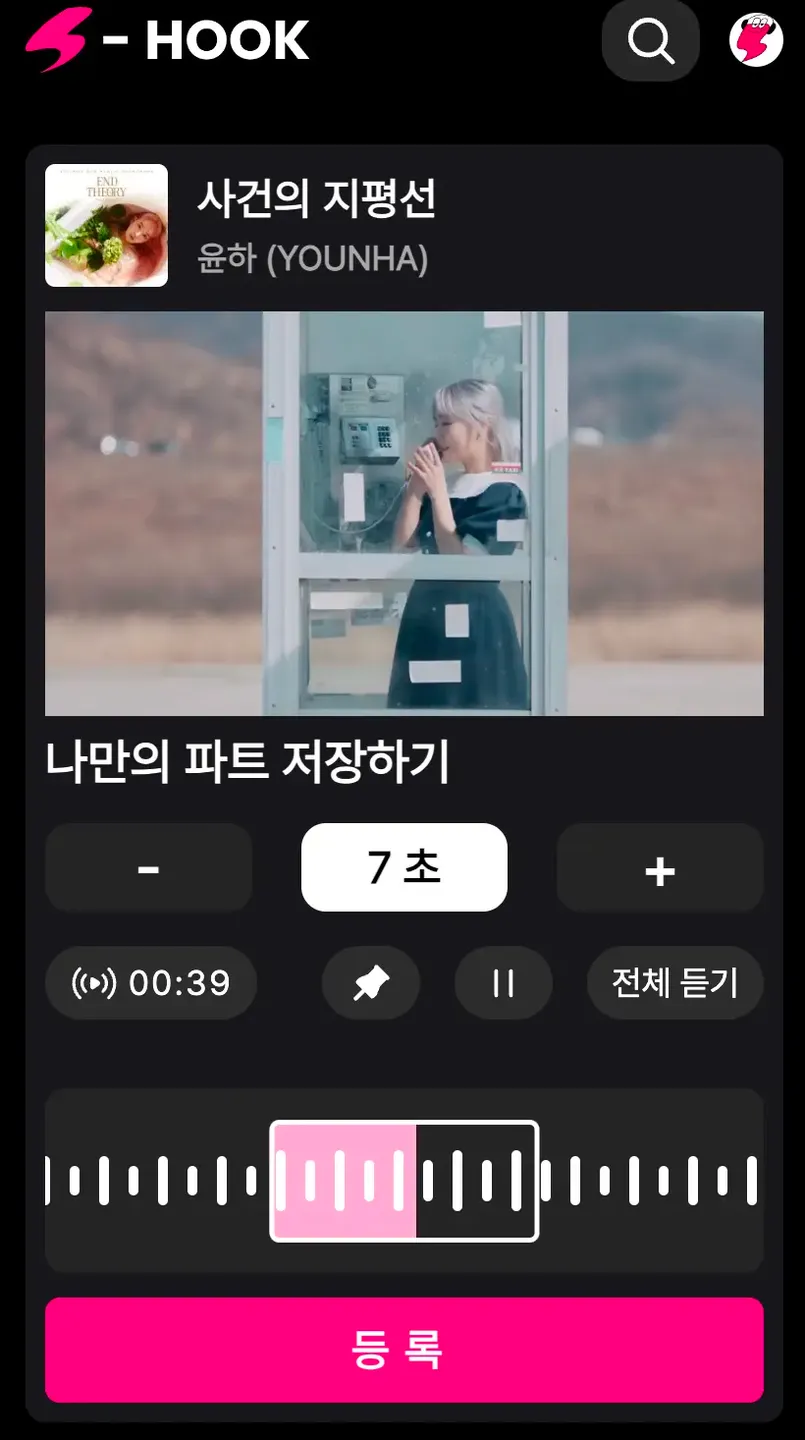 - HOOK
END
THEORY
사건의 지평선
윤하 (YOUNHA)
나만의 파트 저장하기
- 7 초 +
00:39 전체 듣기
등 록